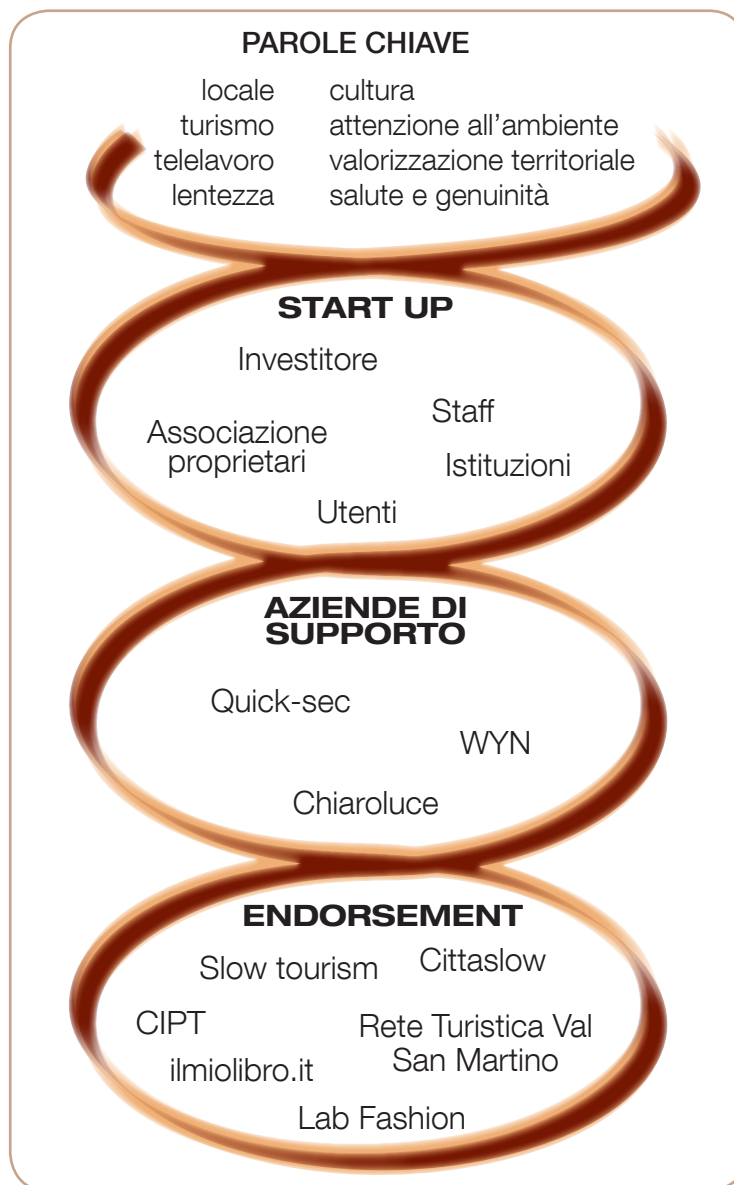 PAROLE CHIAVE
locale cultura
turismo attenzione all’ambiente
telelavoro valorizzazione territoriale
lentezza salute e genuinità
START UP
Investitore
Staff
Associazione
proprietari
Istituzioni
Utenti
AZIENDE DI
SUPPORTO
Quick-sec
WYN
Chiaroluce
ENDORSEMENT
Slow tourism
Cittaslow
CIPT
Rete Turistica Val
San Martino
ilmiolibro.it
Lab Fashion